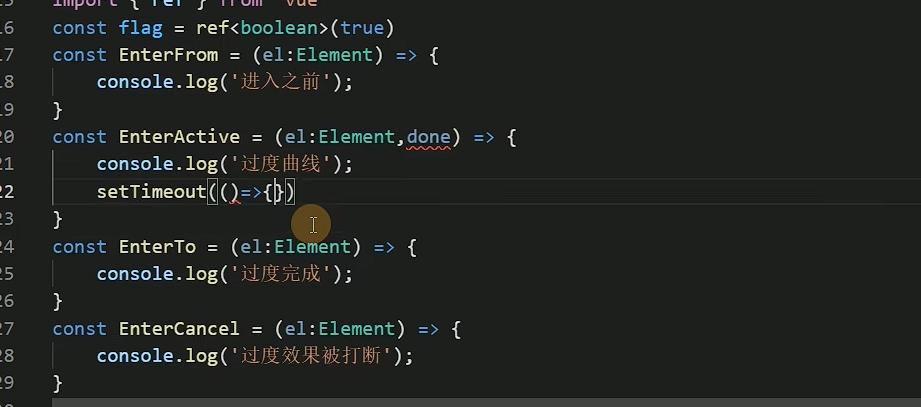 import { ref } from "vue"
16 const flag = ref<boolean>(true)
17 const EnterFrom = (el:Element) => {
18 console.log('进入之前');
19 }
20 const EnterActive = (el:Element,done) => {
21 console.log('过度曲线');
22 setTimeout(()=>{})
23 }
24 const EnterTo = (el:Element) => {
25 console.log('过度完成');
26 }
27 const EnterCancel = (el:Element) => {
28 console.log('过度效果被打断');
29 }